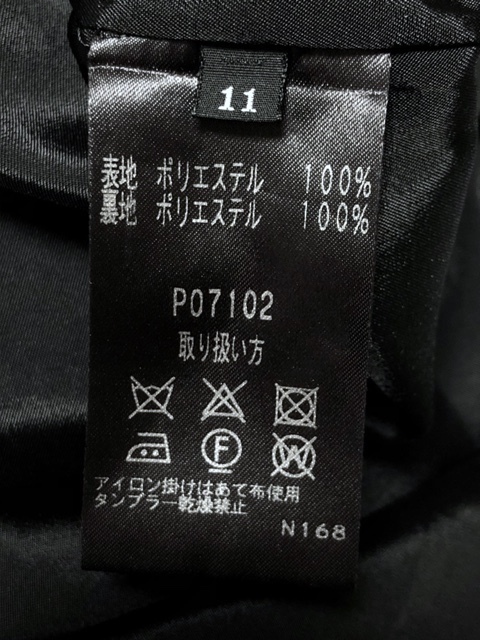 11
表地 ポリエステル 100%
裏地 ポリエステル 100%
P07102
取り扱い方
F
W
アイロン掛けはあて布使用
タンブラー乾燥禁止
N168